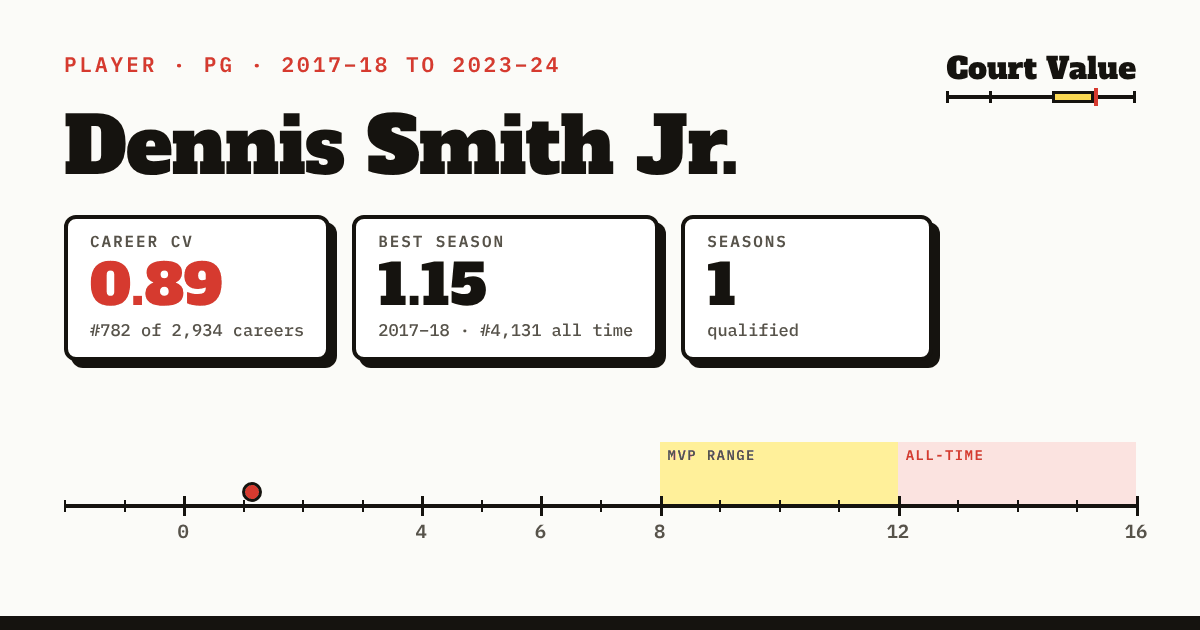 PLAYER · PG · 2017–18 TO 2023–24
Court Value
Dennis Smith Jr.
CAREER CV
0.89
#782 of 2,934 careers
BEST SEASON
1.15
2017–18 · #4,131 all time
SEASONS
1
qualified
MVP RANGE
ALL-TIME
0 4 6 8 12 16